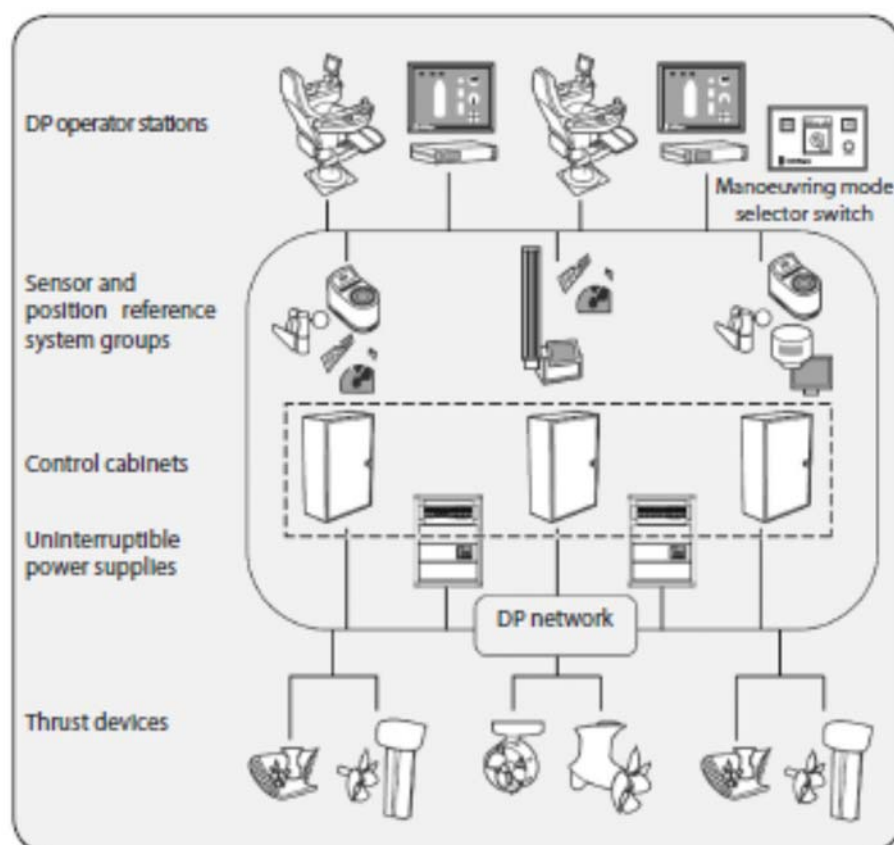 DP operator stations
Manoeuvring mode
selector switch
Sensor and
position reference
system groups
Control cabinets
Uninterruptible
power supplies
DP network
Thrust devices